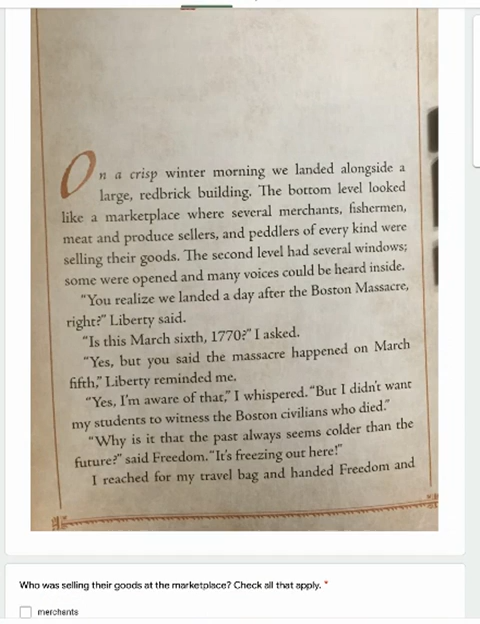 On a crisp winter morning we landed alongside a
large, redbrick building. The bottom level looked
like a marketplace where several merchants, fishermen,
meat and produce sellers, and peddlers of every kind were
selling their goods. The second level had several windows;
some were opened and many voices could be heard inside.
"You realize we landed a day after the Boston Massacre,
right?" Liberty said.
"Is this March sixth, 1770?" I asked.
"Yes, but you said the massacre happened on March
fifth," Liberty reminded me.
"Yes, I'm aware of that," I whispered. "But I didn't want
my students to witness the Boston civilians who died."
"Why is it that the past always seems colder than the
future?" said Freedom. "It's freezing out here!"
I reached for my travel bag and handed Freedom and
Who was selling their goods at the marketplace? Check all that apply. *
merchants